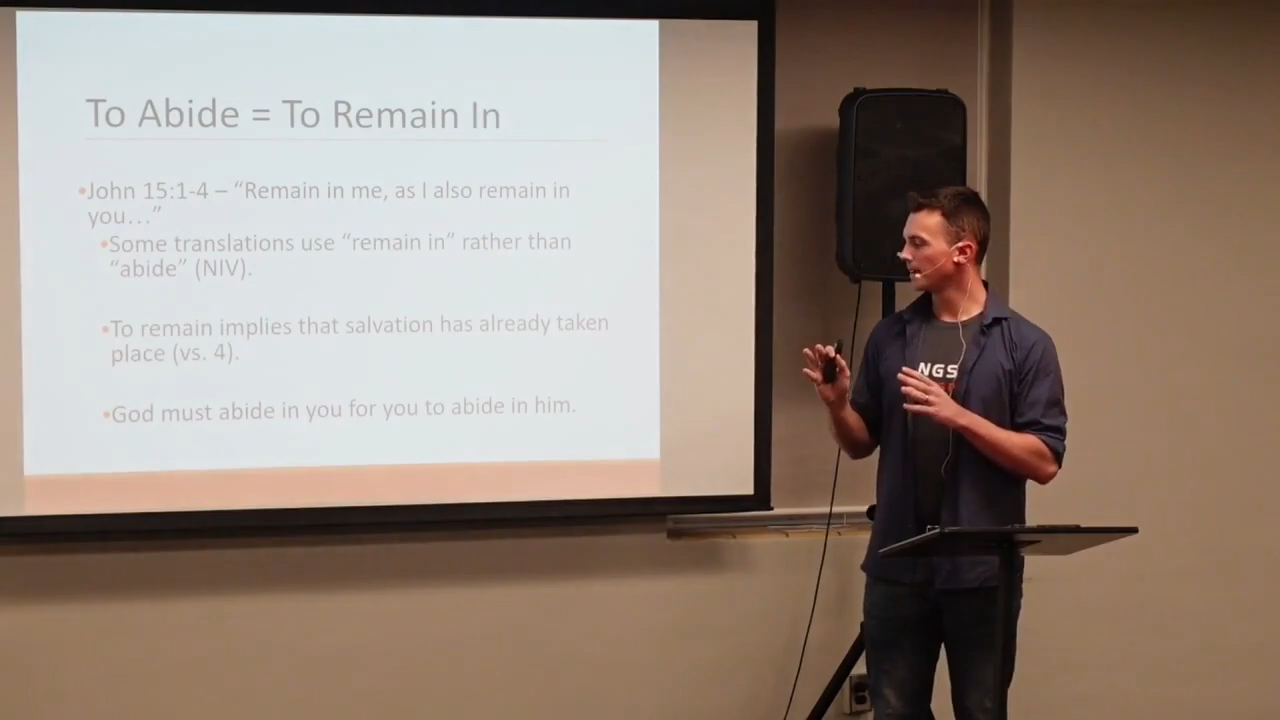 To Abide = To Remain In
•John 15:1-4 – “Remain in me, as I also remain in
you…”
•Some translations use “remain in” rather than
“abide” (NIV).
•To remain implies that salvation has already taken
place (vs. 4).
•God must abide in you for you to abide in him.
NGS